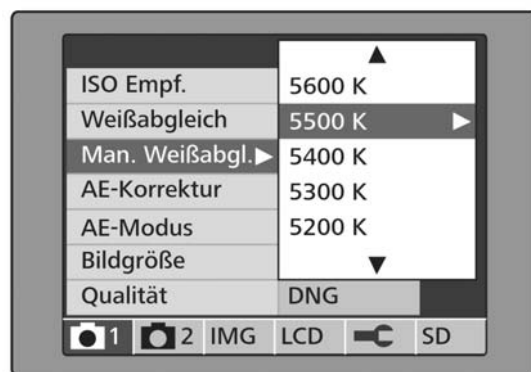 ISO Empf.
5600 K
Weißabgleich
5500 K
Man. Weißabgl.
5400 K
AE-Korrektur
5300 K
AE-Modus
5200 K
Bildgröße
Qualität
DNG
1 2 IMG LCD SD